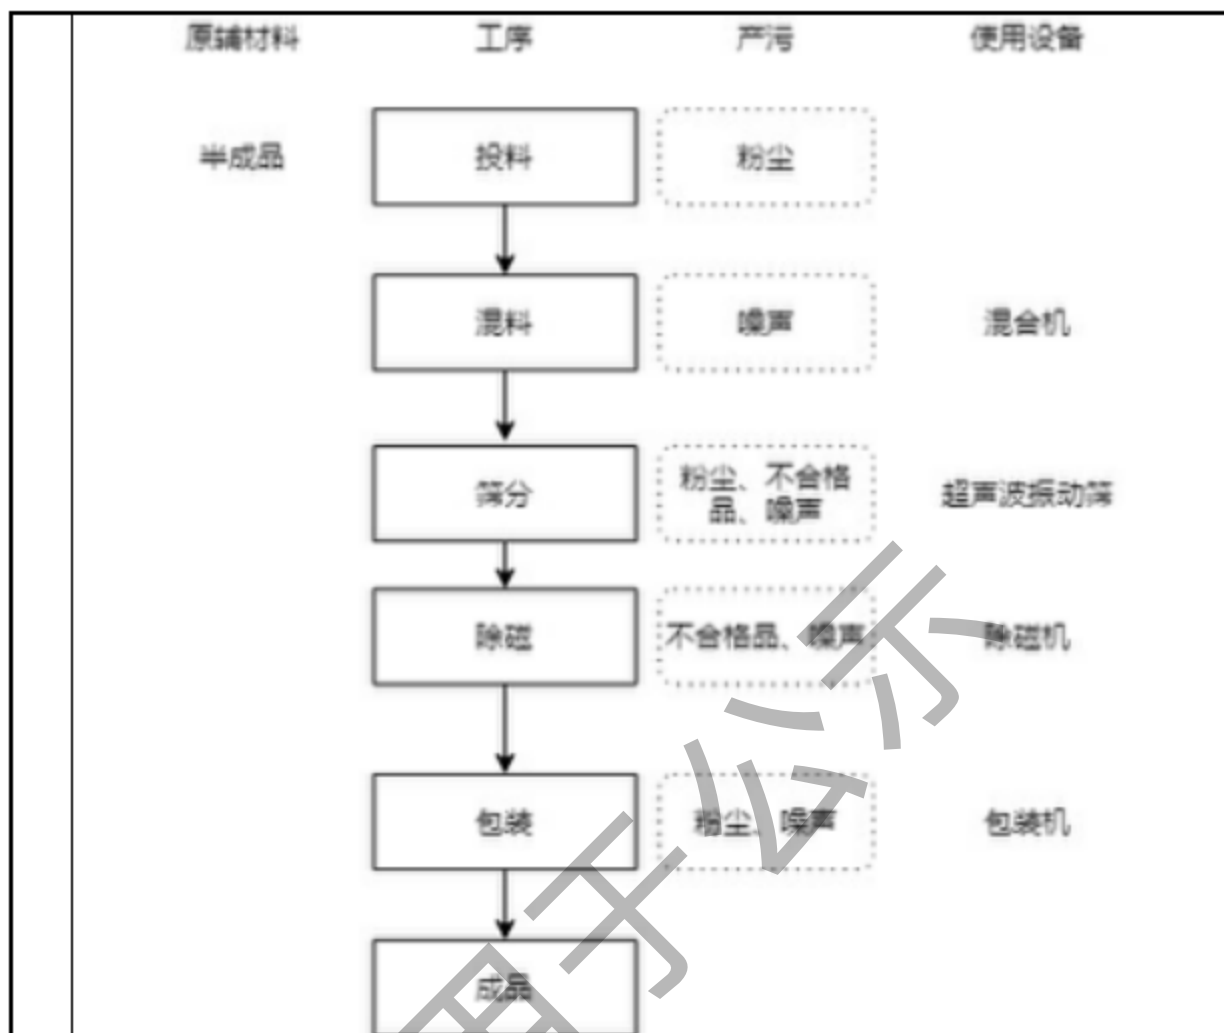 原辅材料 工序 产污 使用设备
半成品 投料 粉尘
混料 噪声 混合机
筛分 粉尘、不合格
品、噪声 超声波振动筛
除磁 不合格品、噪声 除磁机
包装 粉尘、噪声 包装机
成品
用于公示